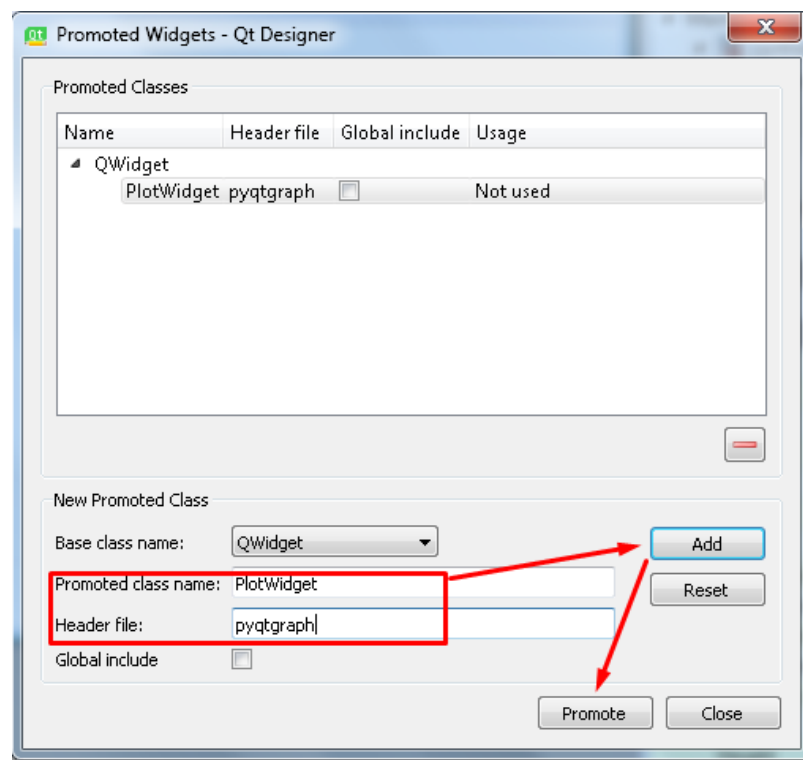 Qt Promoted Widgets - Qt Designer
Promoted Classes
Name Header file Global include Usage
QWidget
PlotWidget pyqtgraph Not used
New Promoted Class
Base class name: QWidget Add
Promoted class name: PlotWidget Reset
Header file: pyqtgraph
Global include
Promote Close